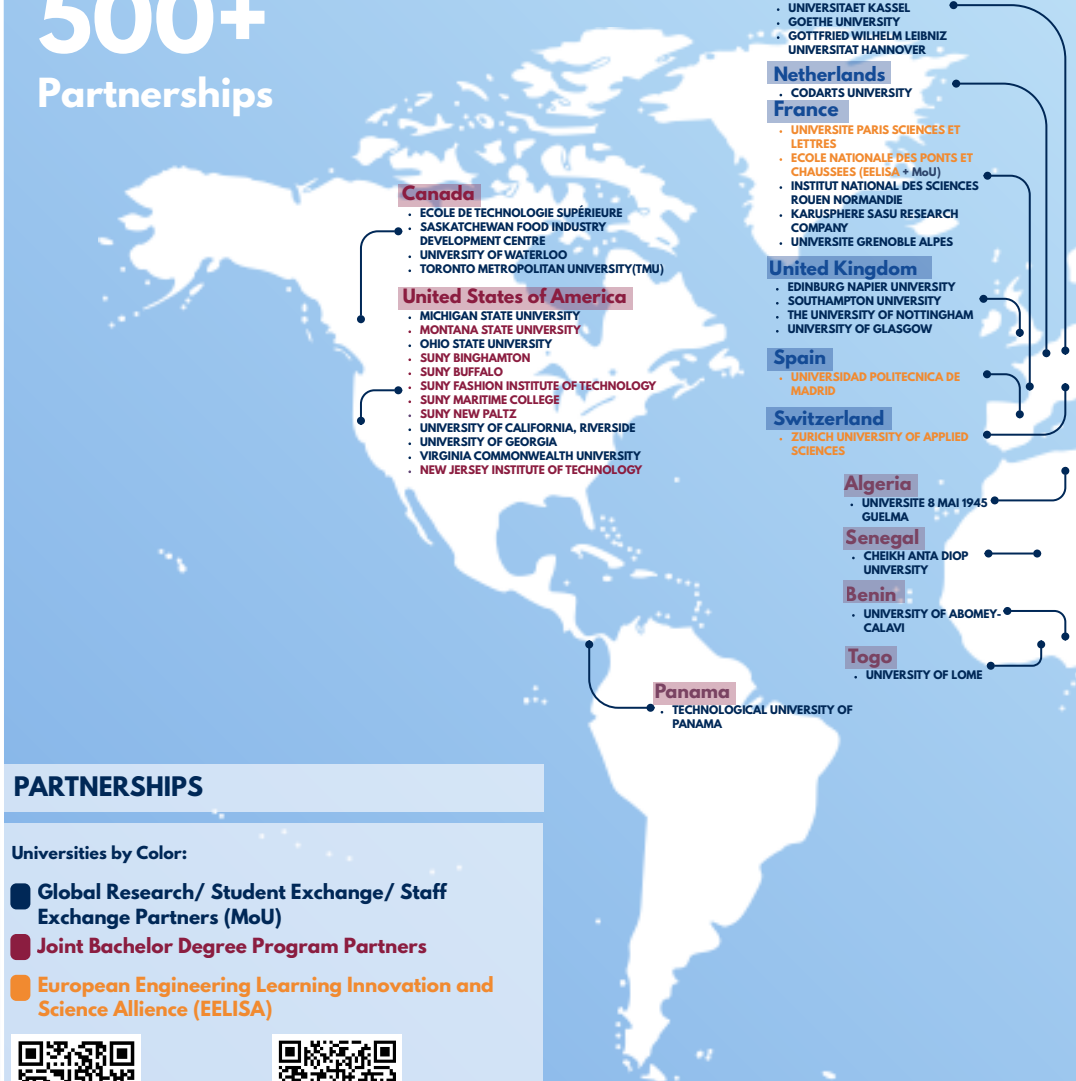 500+
Partnerships
UNIVERSITAET KASSEL
GOETHE UNIVERSITY
GOTTFRIED WILHELM LEIBNIZ
UNIVERSITAT HANNOVER
Netherlands
CODARTS UNIVERSITY
France
UNIVERSITE PARIS SCIENCES ET
LETTRES
ECOLE NATIONALE DES PONTS ET
CHAUSSEES (EELISA + MoU)
INSTITUT NATIONAL DES SCIENCES
ROUEN NORMANDIE
KARUSPHERE SASU RESEARCH
COMPANY
UNIVERSITE GRENOBLE ALPES
United Kingdom
EDINBURG NAPIER UNIVERSITY
SOUTHAMPTON UNIVERSITY
THE UNIVERSITY OF NOTTINGHAM
UNIVERSITY OF GLASGOW
Spain
UNIVERSIDAD POLITECNICA DE
MADRID
Switzerland
ZURICH UNIVERSITY OF APPLIED
SCIENCES
Canada
ECOLE DE TECHNOLOGIE SUPÉRIEURE
SASKATCHEWAN FOOD INDUSTRY
DEVELOPMENT CENTRE
UNIVERSITY OF WATERLOO
TORONTO METROPOLITAN UNIVERSITY(TMU)
United States of America
MICHIGAN STATE UNIVERSITY
MONTANA STATE UNIVERSITY
OHIO STATE UNIVERSITY
SUNY BINGHAMTON
SUNY BUFFALO
SUNY FASHION INSTITUTE OF TECHNOLOGY
SUNY MARITIME COLLEGE
SUNY NEW PALTZ
UNIVERSITY OF CALIFORNIA, RIVERSIDE
UNIVERSITY OF GEORGIA
VIRGINIA COMMONWEALTH UNIVERSITY
NEW JERSEY INSTITUTE OF TECHNOLOGY
Algeria
UNIVERSITE 8 MAI 1945
GUELMA
Senegal
CHEIKH ANTA DIOP
UNIVERSITY
Benin
UNIVERSITY OF ABOMEY-
CALAVI
Togo
UNIVERSITY OF LOME
Panama
TECHNOLOGICAL UNIVERSITY OF
PANAMA
PARTNERSHIPS
Universities by Color:
Global Research/ Student Exchange/ Staff
Exchange Partners (MoU)
Joint Bachelor Degree Program Partners
European Engineering Learning Innovation and
Science Allience (EELISA)